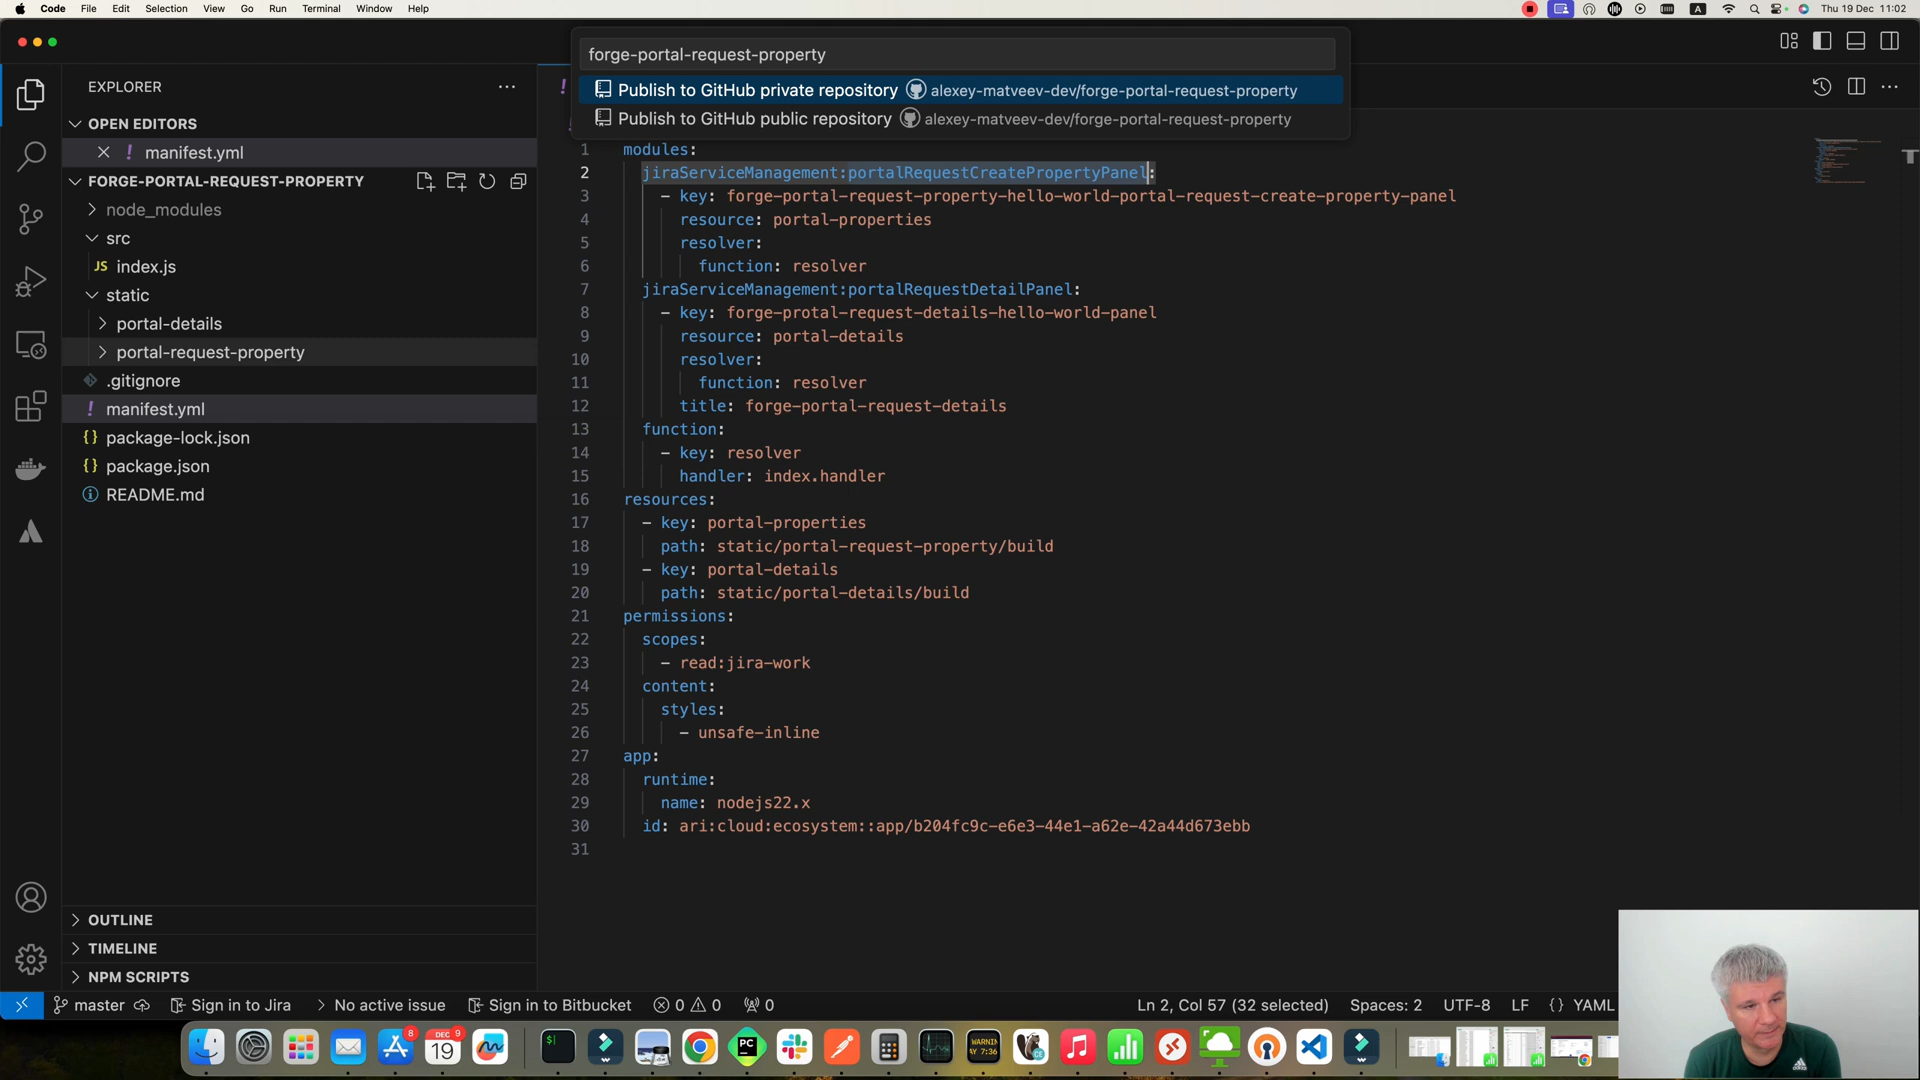 Code File Edit Selection View Go Run Terminal Window Help
A
Thu 19 Dec 11:02
forge-portal-request-property
Publish to GitHub private repository alexey-matveev-dev/forge-portal-request-property
Publish to GitHub public repository alexey-matveev-dev/forge-portal-request-property
EXPLORER
OPEN EDITORS
! manifest.yml
FORGE-PORTAL-REQUEST-PROPERTY
node_modules
src
JS index.js
static
portal-details
portal-request-property
.gitignore
! manifest.yml
{} package-lock.json
{} package.json
README.md
OUTLINE
TIMELINE
NPM SCRIPTS
!
1 modules:
2 jiraServiceManagement:portalRequestCreatePropertyPanel:
3 - key: forge-portal-request-property-hello-world-portal-request-create-property-panel
4 resource: portal-properties
5 resolver:
6 function: resolver
7 jiraServiceManagement:portalRequestDetailPanel:
8 - key: forge-protal-request-details-hello-world-panel
9 resource: portal-details
10 resolver:
11 function: resolver
12 title: forge-portal-request-details
13 function:
14 - key: resolver
15 handler: index.handler
16 resources:
17 - key: portal-properties
18 path: static/portal-request-property/build
19 - key: portal-details
20 path: static/portal-details/build
21 permissions:
22 scopes:
23 - read:jira-work
24 content:
25 styles:
26 - unsafe-inline
27 app:
28 runtime:
29 name: nodejs22.x
30 id: ari:cloud:ecosystem::app/b204fc9c-e6e3-44e1-a62e-42a44d673ebb
31
master Sign in to Jira No active issue Sign in to Bitbucket 0 0 0
Ln 2, Col 57 (32 selected) Spaces: 2 UTF-8 LF {} YAML
8
DEC 9
19
$
PC
WARNIN
AY 7:36